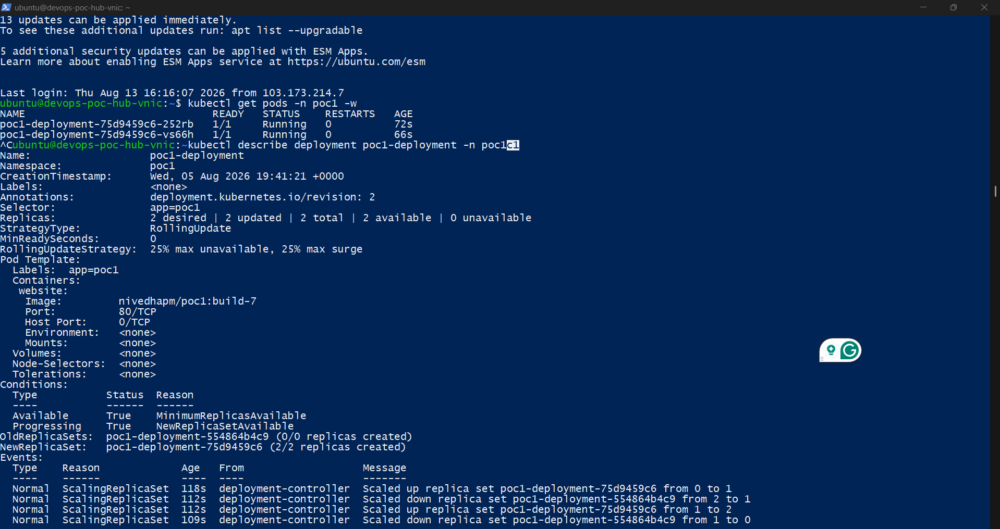 ubuntu@devops-poc-hub-vnic: ~
13 updates can be applied immediately.
To see these additional updates run: apt list --upgradable
5 additional security updates can be applied with ESM Apps.
Learn more about enabling ESM Apps service at https://ubuntu.com/esm
Last login: Thu Aug 13 16:16:07 2026 from 103.173.214.7
ubuntu@devops-poc-hub-vnic:~$ kubectl get pods -n poc1 -w
NAME                              READY   STATUS    RESTARTS   AGE
poc1-deployment-75d9459c6-252rb   1/1     Running   0          72s
poc1-deployment-75d9459c6-vs66h   1/1     Running   0          66s
^Cubuntu@devops-poc-hub-vnic:~kubectl describe deployment poc1-deployment -n poc1c1
Name:                   poc1-deployment
Namespace:              poc1
CreationTimestamp:      Wed, 05 Aug 2026 19:41:21 +0000
Labels:                 <none>
Annotations:            deployment.kubernetes.io/revision: 2
Selector:               app=poc1
Replicas:               2 desired | 2 updated | 2 total | 2 available | 0 unavailable
StrategyType:           RollingUpdate
MinReadySeconds:        0
RollingUpdateStrategy:  25% max unavailable, 25% max surge
Pod Template:
  Labels:  app=poc1
  Containers:
   website:
    Image:         nivedhapm/poc1:build-7
    Port:          80/TCP
    Host Port:     0/TCP
    Environment:   <none>
    Mounts:        <none>
  Volumes:         <none>
  Node-Selectors:  <none>
  Tolerations:     <none>
Conditions:
  Type           Status  Reason
  ----           ------  ------
  Available      True    MinimumReplicasAvailable
  Progressing    True    NewReplicaSetAvailable
OldReplicaSets:  poc1-deployment-554864b4c9 (0/0 replicas created)
NewReplicaSet:   poc1-deployment-75d9459c6 (2/2 replicas created)
Events:
  Type    Reason             Age   From                   Message
  ----    ------             ----  ----                   -------
  Normal  ScalingReplicaSet  118s  deployment-controller  Scaled up replica set poc1-deployment-75d9459c6 from 0 to 1
  Normal  ScalingReplicaSet  112s  deployment-controller  Scaled down replica set poc1-deployment-554864b4c9 from 2 to 1
  Normal  ScalingReplicaSet  112s  deployment-controller  Scaled up replica set poc1-deployment-75d9459c6 from 1 to 2
  Normal  ScalingReplicaSet  109s  deployment-controller  Scaled down replica set poc1-deployment-554864b4c9 from 1 to 0